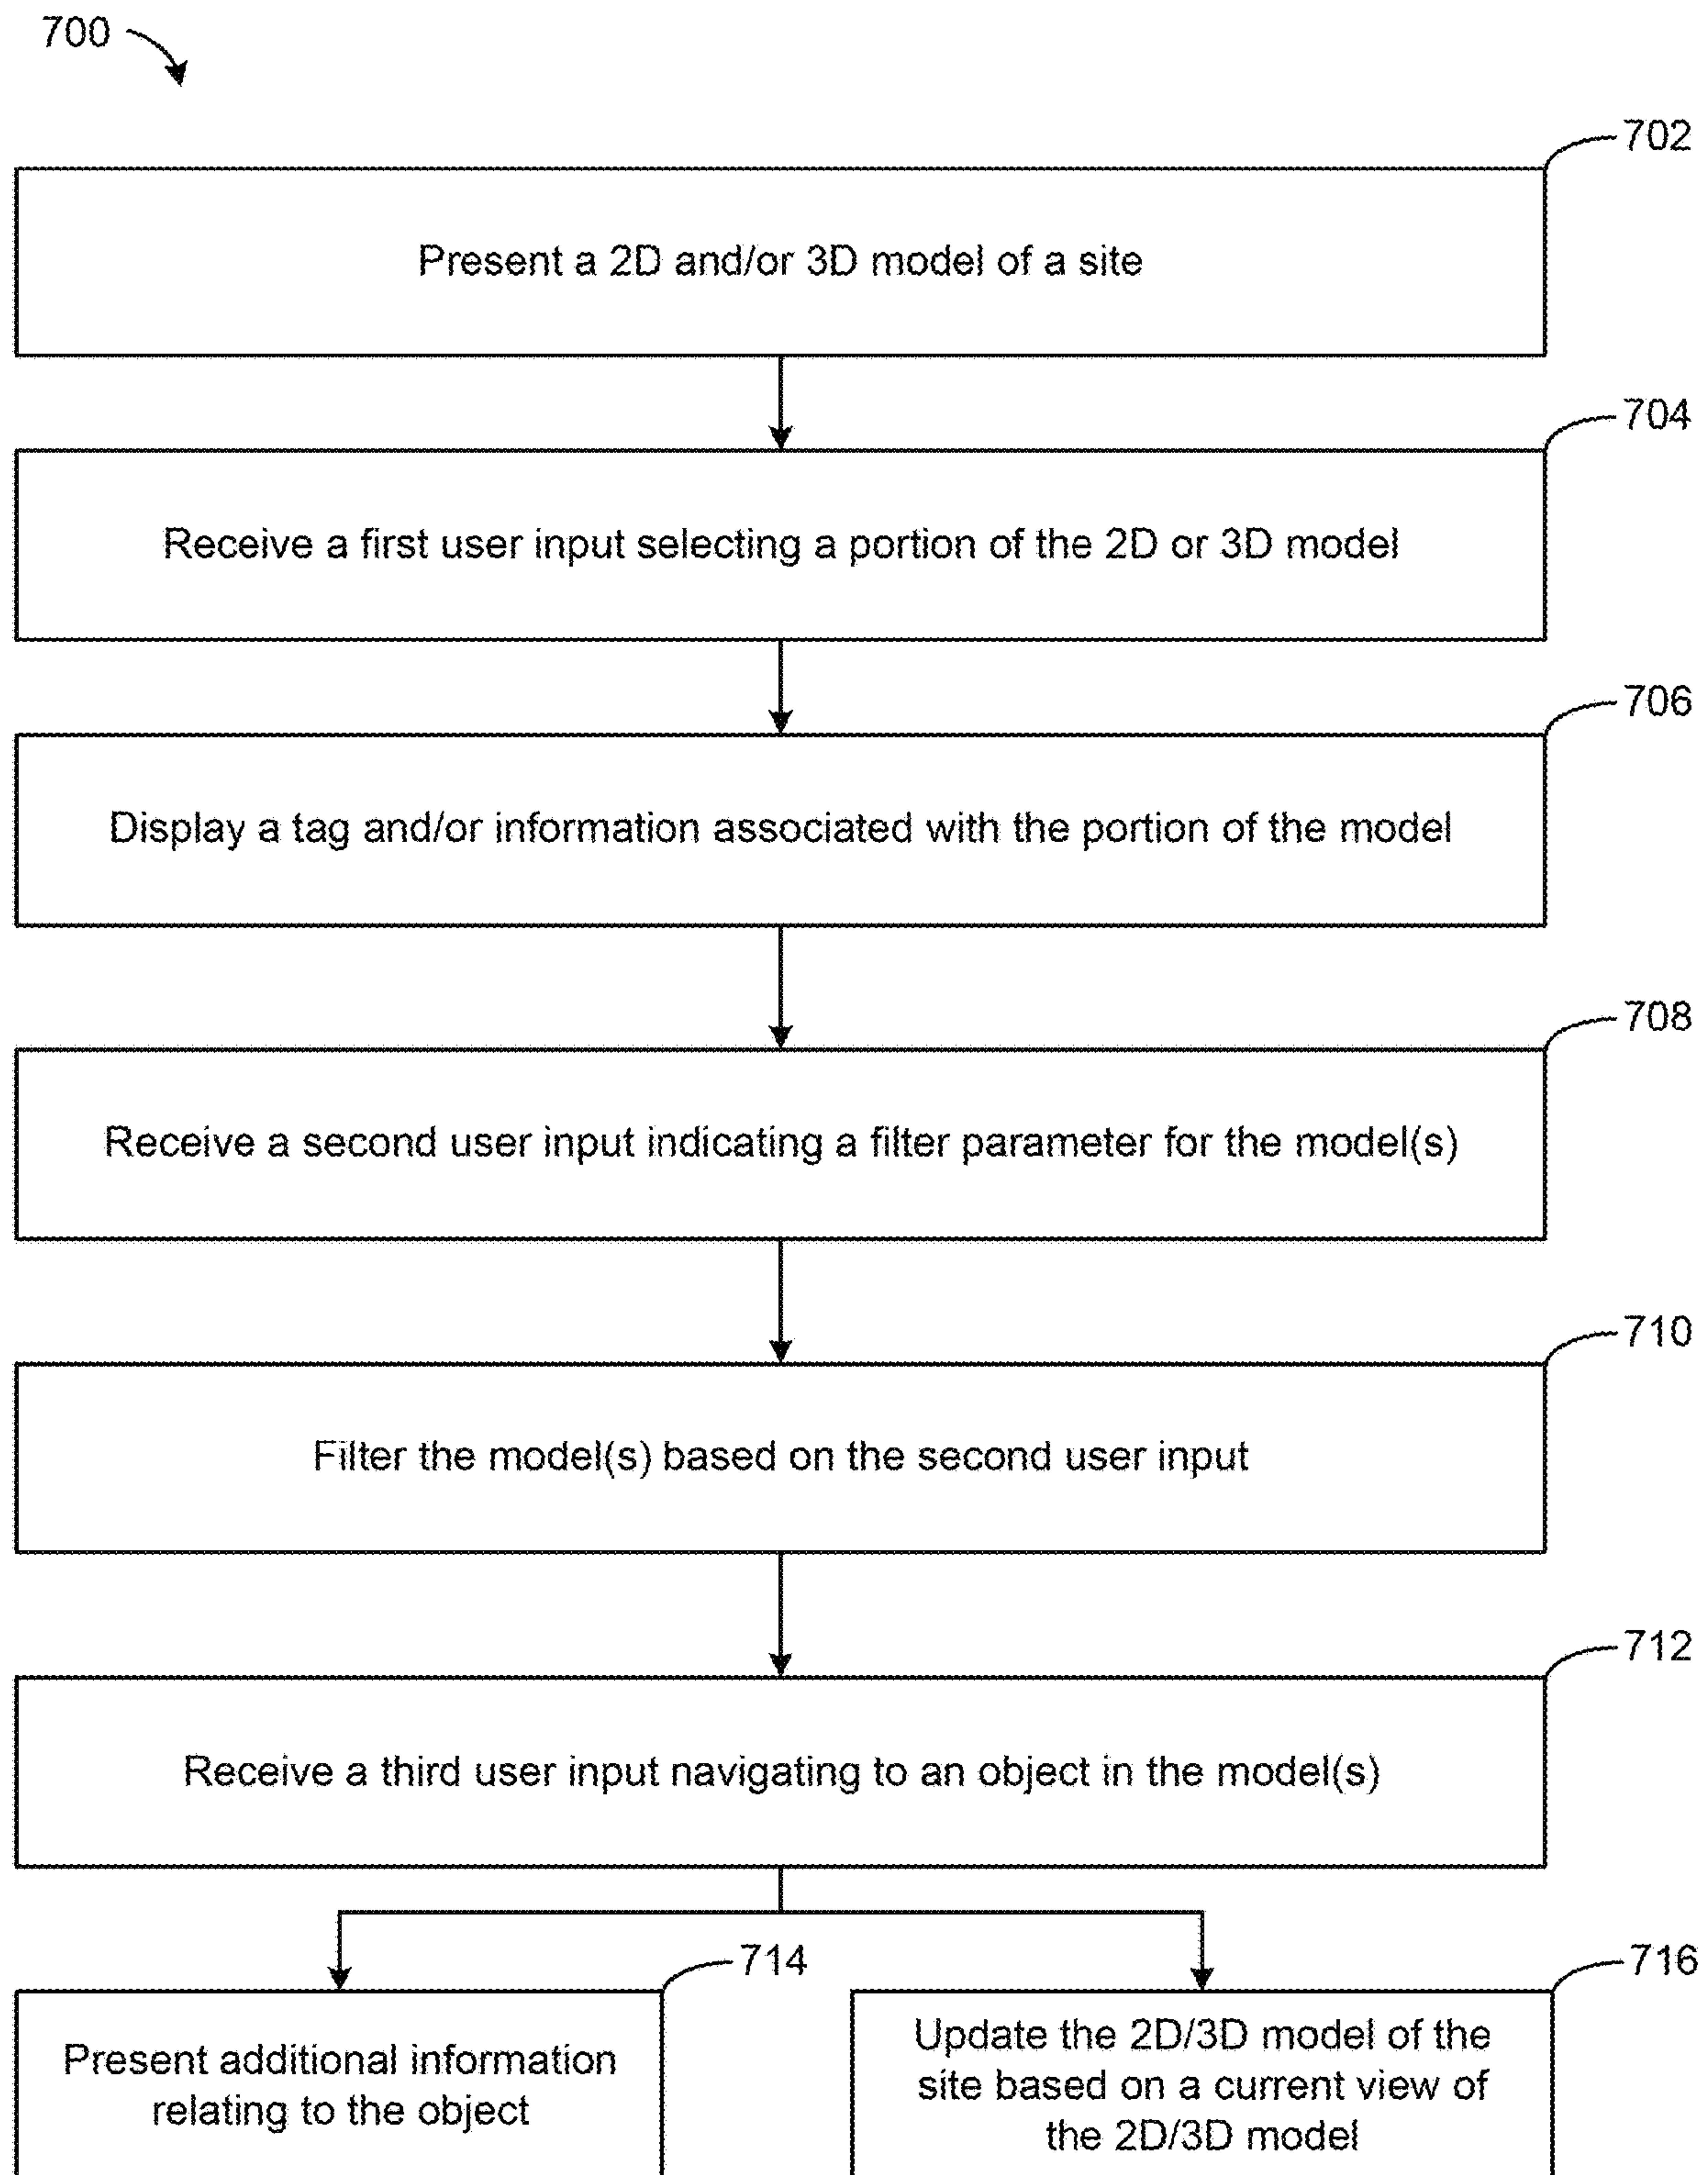 700
702
Present a 2D and/or 3D model of a site
704
Receive a first user input selecting a portion of the 2D or 3D model
706
Display a tag and/or information associated with the portion of the model
708
Receive a second user input indicating a filter parameter for the model(s)
710
Filter the model(s) based on the second user input
712
Receive a third user input navigating to an object in the model(s)
714
Present additional information
relating to the object
716
Update the 2D/3D model of the
site based on a current view of
the 2D/3D model